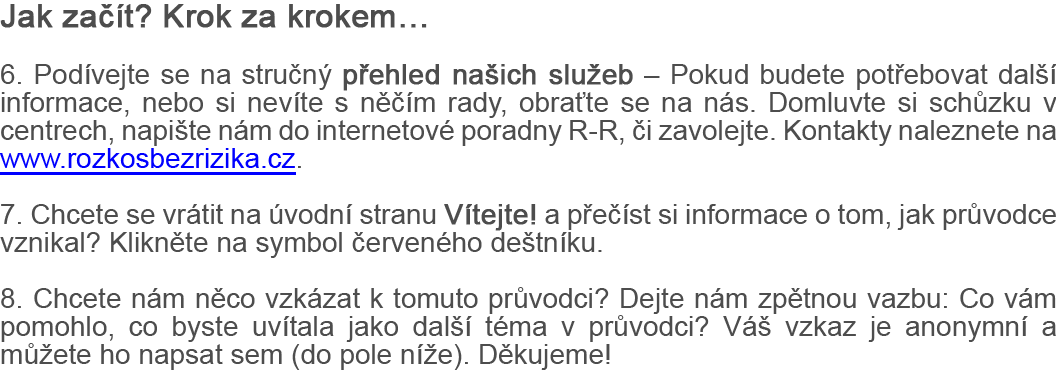 Jak začít? Krok za krokem…
6. Podívejte se na stručný přehled našich služeb – Pokud budete potřebovat další
informace, nebo si nevíte s něčím rady, obraťte se na nás. Domluvte si schůzku v
centrech, napište nám do internetové poradny R-R, či zavolejte. Kontakty naleznete na
www.rozkosbezrizika.cz.
7. Chcete se vrátit na úvodní stranu Vítejte! a přečíst si informace o tom, jak průvodce
vznikal? Klikněte na symbol červeného deštníku.
8. Chcete nám něco vzkázat k tomuto průvodci? Dejte nám zpětnou vazbu: Co vám
pomohlo, co byste uvítala jako další téma v průvodci? Váš vzkaz je anonymní a
můžete ho napsat sem (do pole níže). Děkujeme!